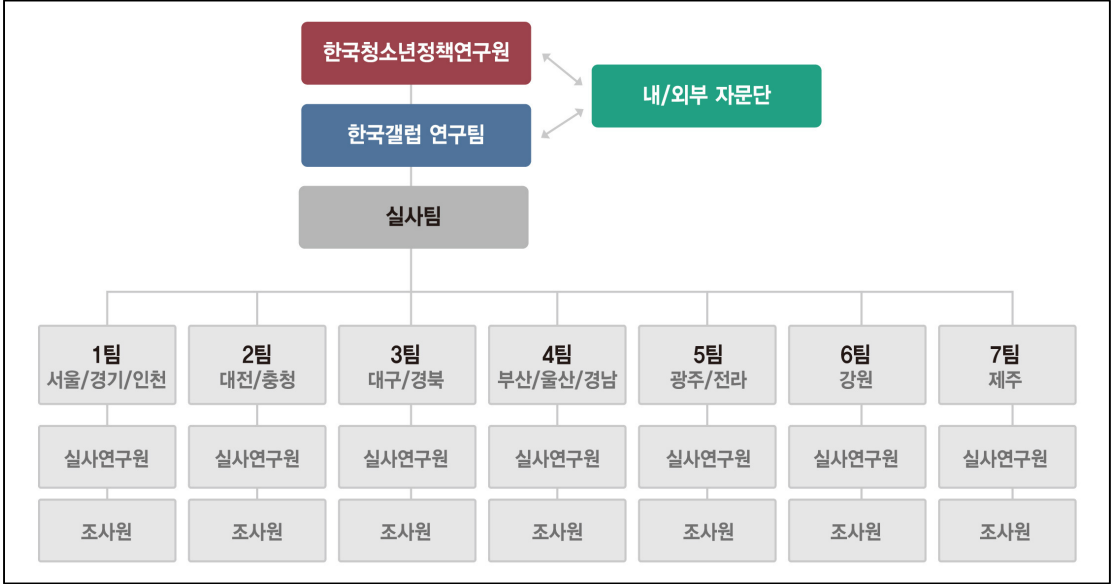 한국청소년정책연구원
내/외부 자문단
한국갤럽 연구팀
실사팀
1팀
서울/경기/인천
2팀
대전/충청
3팀
대구/경북
4팀
부산/울산/경남
5팀
광주/전라
6팀
강원
7팀
제주
실사연구원
실사연구원
실사연구원
실사연구원
실사연구원
실사연구원
실사연구원
조사원
조사원
조사원
조사원
조사원
조사원
조사원